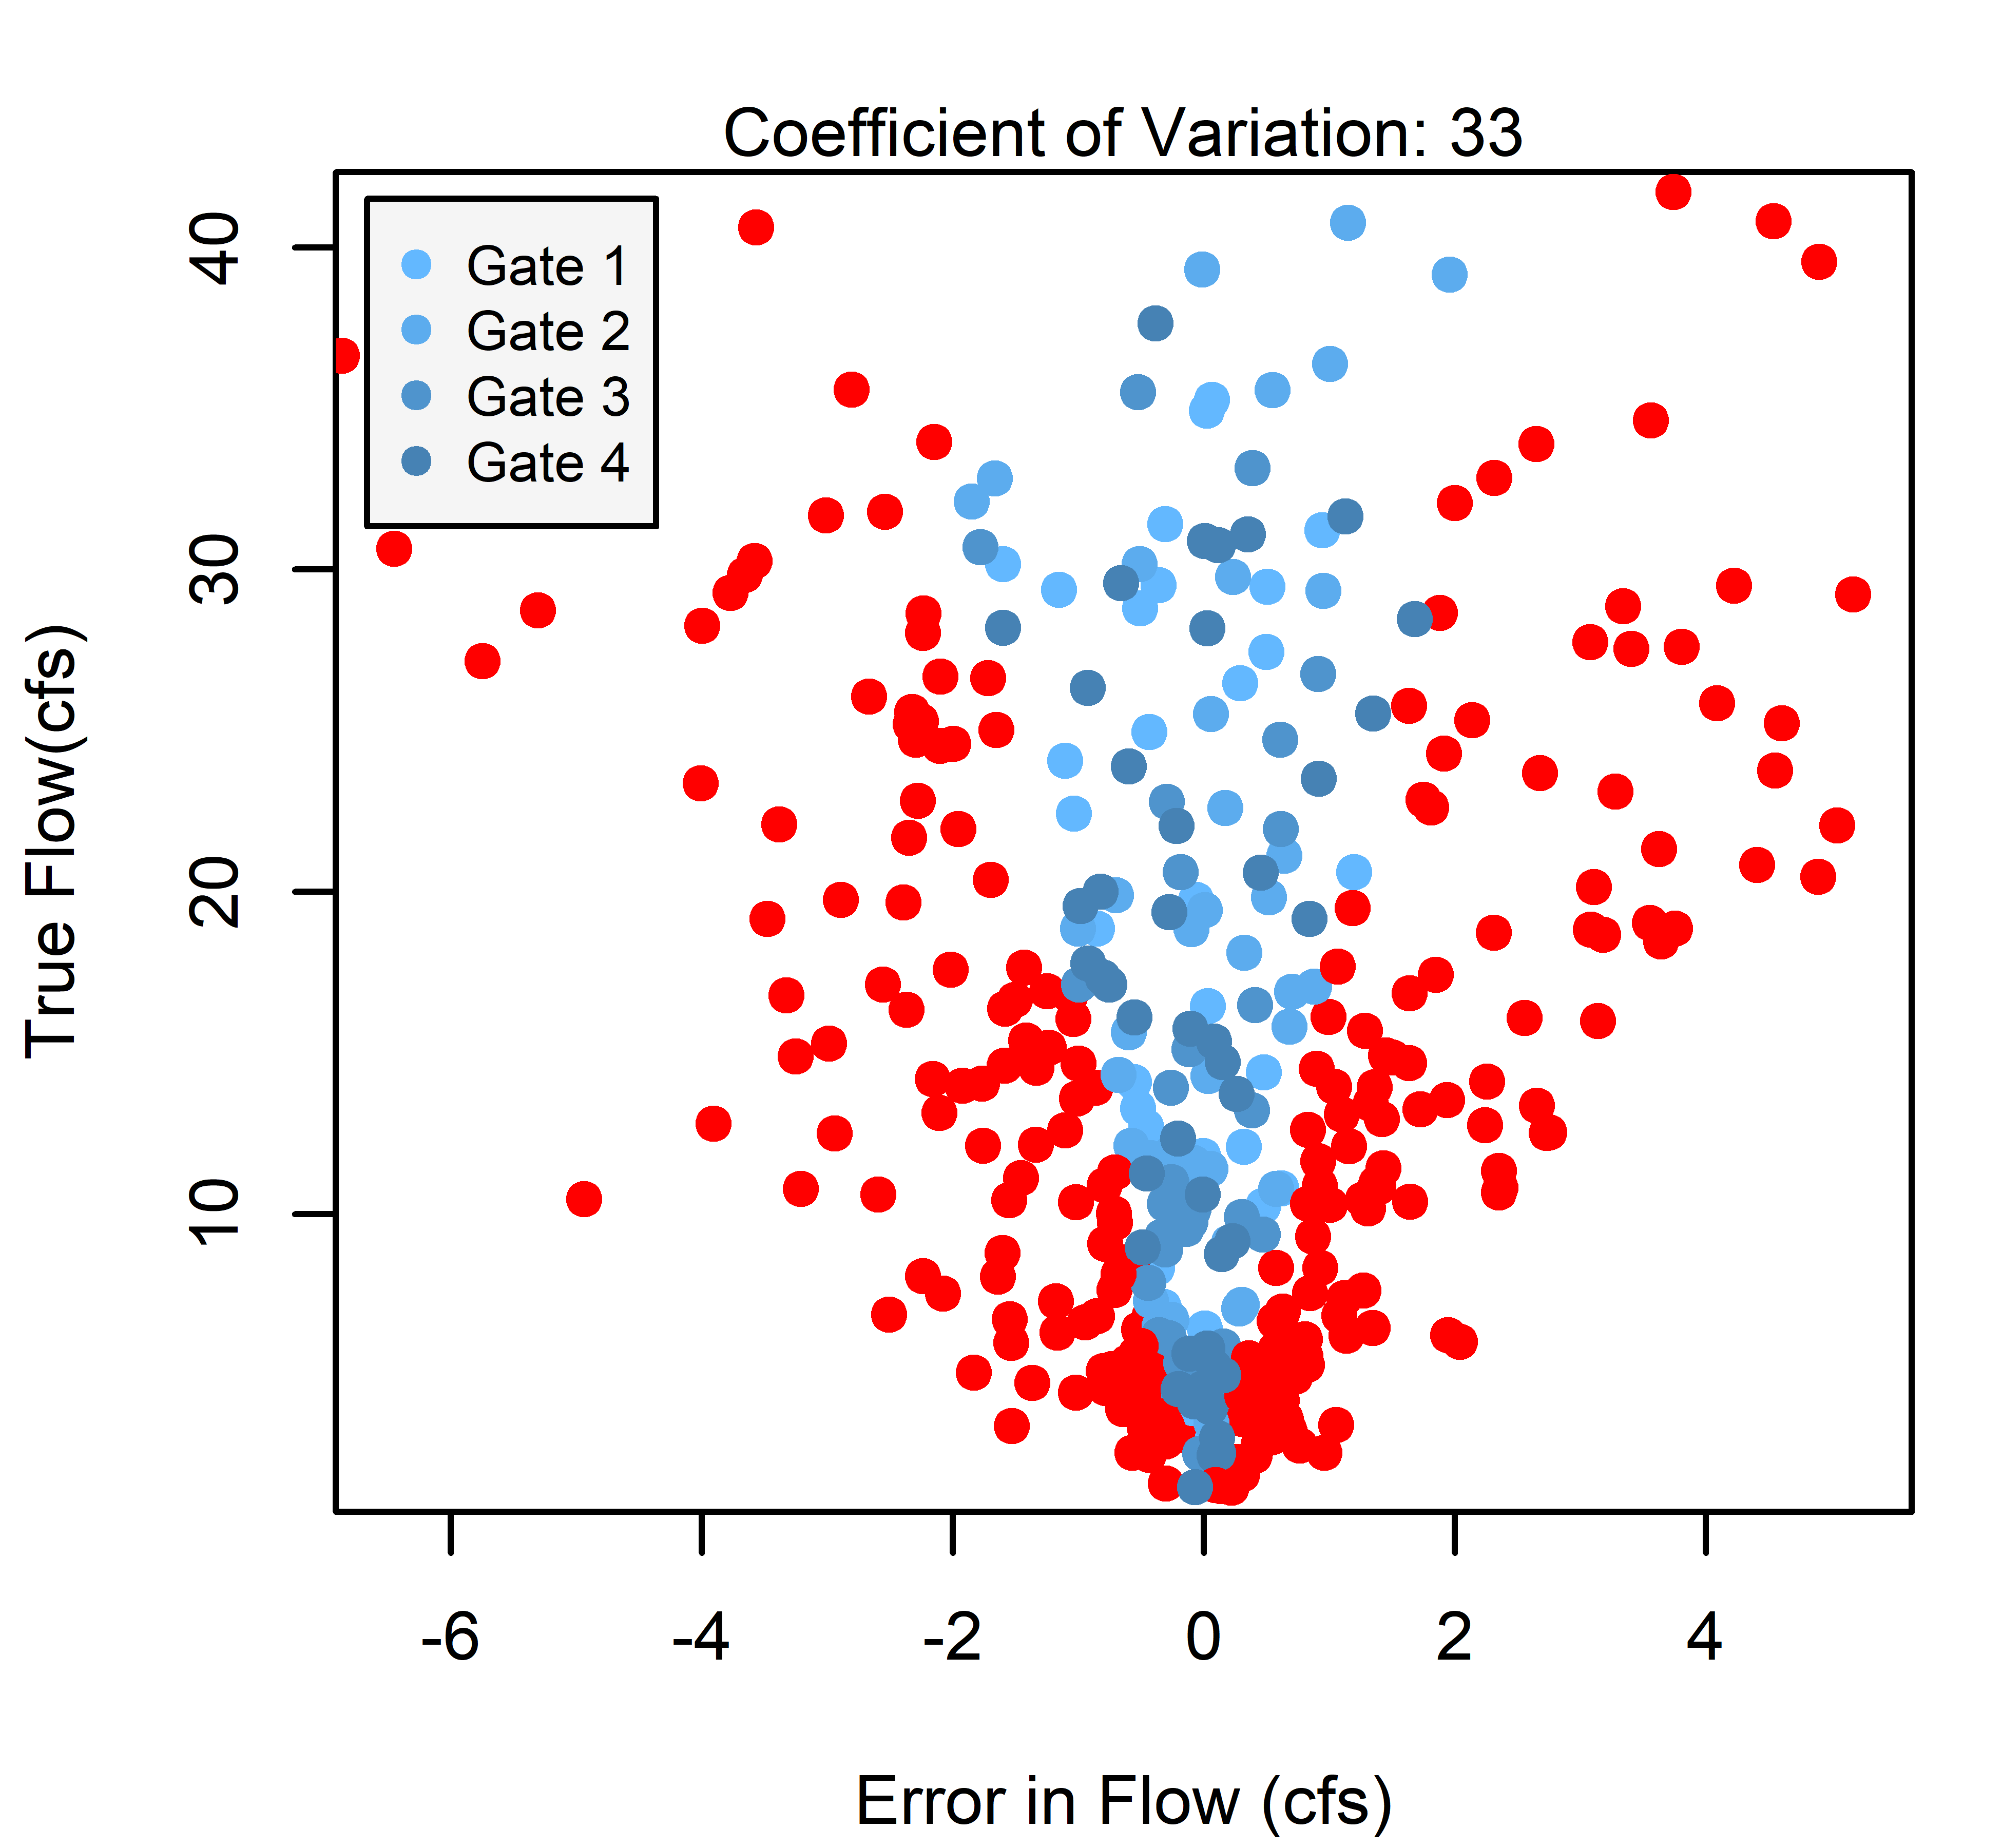 Coefficient of Variation: 33
Gate 1
Gate 2
Gate 3
Gate 4
True Flow(cfs)
40
30
20
10
-6 -4 -2 0 2 4
Error in Flow (cfs)